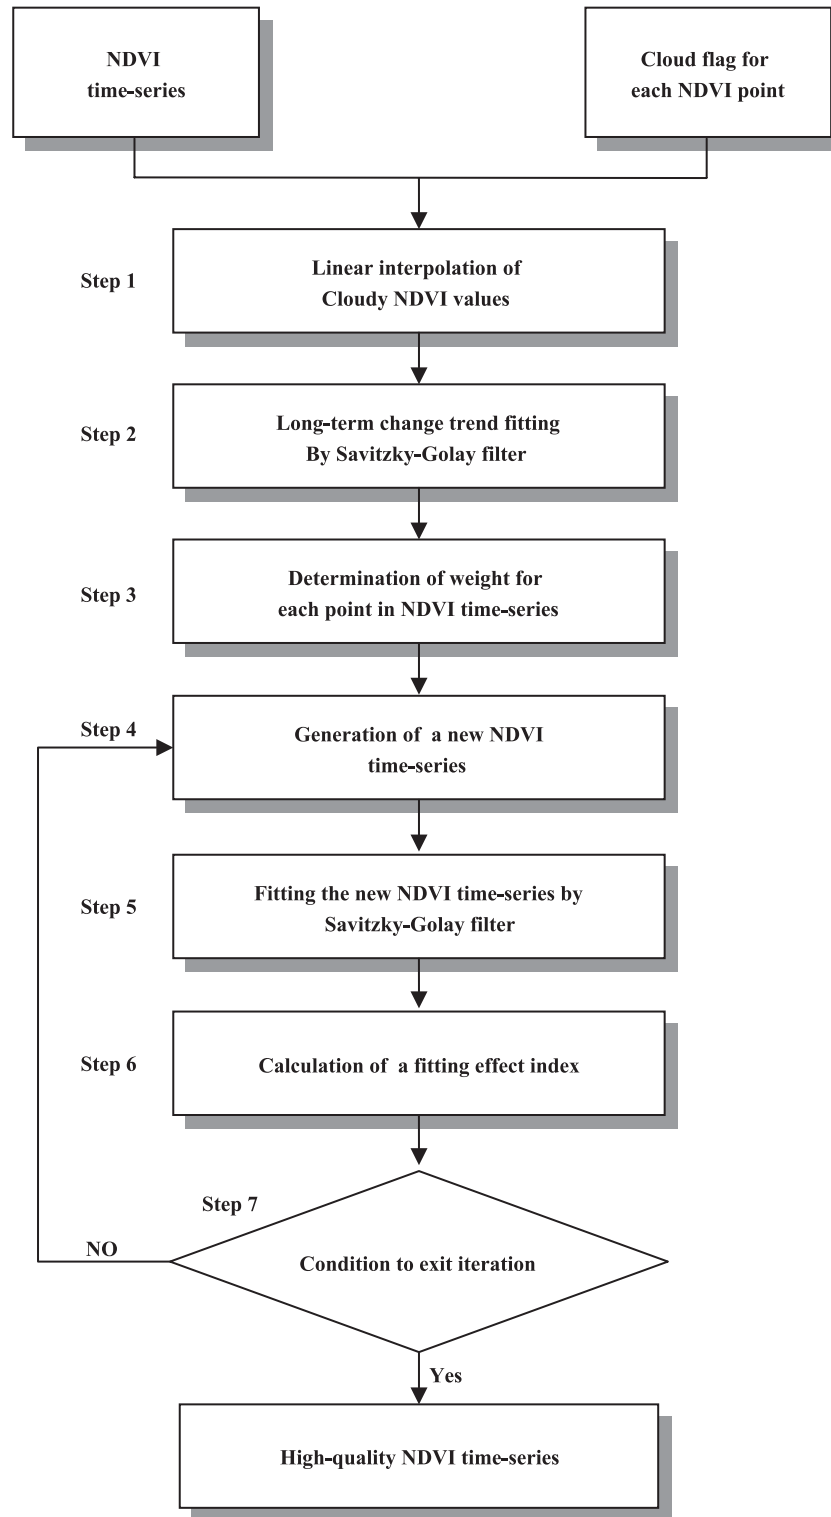 NDVI
time-series
Cloud flag for
each NDVI point
Step 1
Linear interpolation of
Cloudy NDVI values
Step 2
Long-term change trend fitting
By Savitzky-Golay filter
Step 3
Determination of weight for
each point in NDVI time-series
Step 4
Generation of a new NDVI
time-series
Step 5
Fitting the new NDVI time-series by
Savitzky-Golay filter
Step 6
Calculation of a fitting effect index
Step 7
NO
Condition to exit iteration
Yes
High-quality NDVI time-series